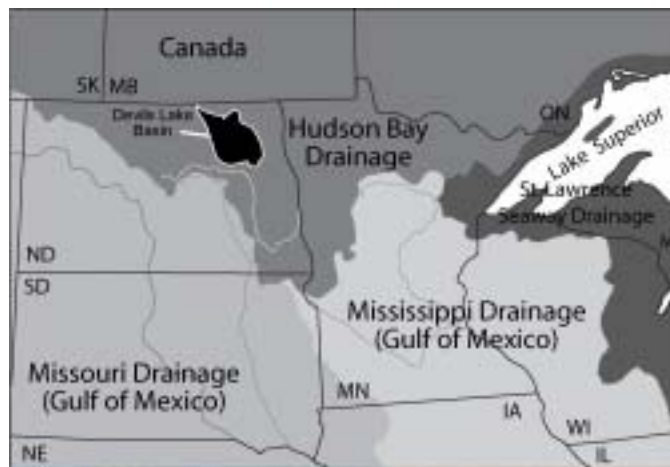 Canada
SK MB
Devils Lake
Basin
Hudson Bay
Drainage
ON
Lake Superior
St. Lawrence
Seaway Drainage
ND
SD
Mississippi Drainage
(Gulf of Mexico)
Missouri Drainage
(Gulf of Mexico)
MN
IA
WI
NE
IL